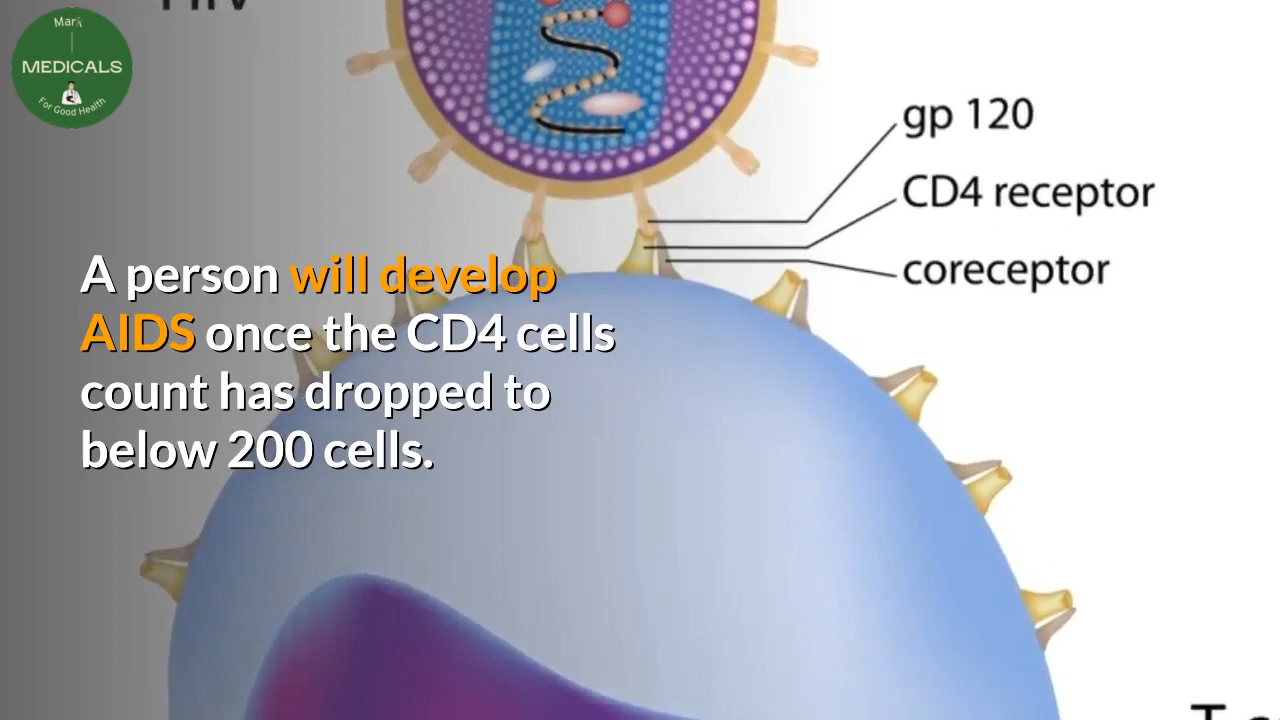 Mark
MEDICALS
For Good Health
gp 120
CD4 receptor
coreceptor
A person will develop
AIDS once the CD4 cells
count has dropped to
below 200 cells.